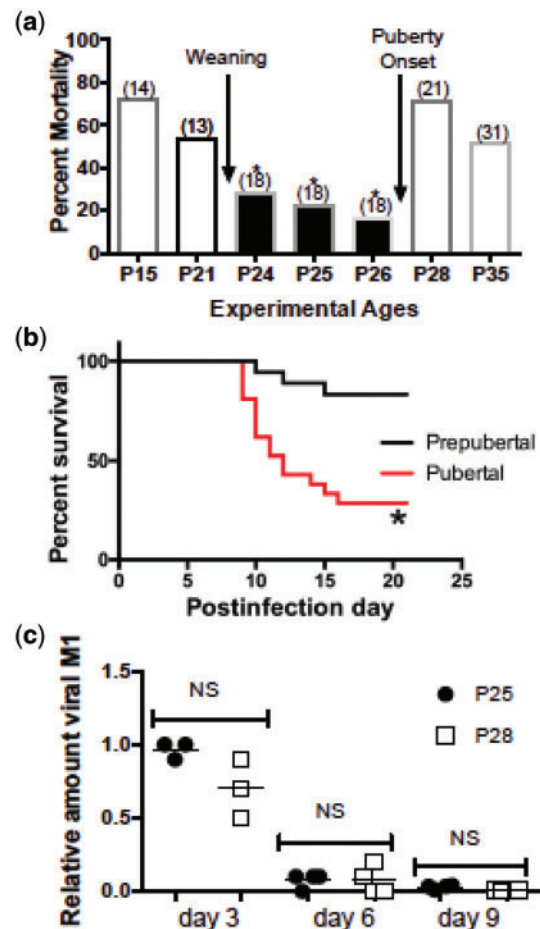 (a)
Percent Mortality
100
80
60
40
20
0
Weaning
Puberty
Onset
(14)
(13)
*
(18)
*
(18)
*
(18)
(21)
(31)
P15 P21 P24 P25 P26 P28 P35
Experimental Ages
(b)
Percent survival
100
50
0
Prepubertal
Pubertal
*
0 5 10 15 20 25
Postinfection day
(c)
Relative amount viral M1
1.5
1.0
0.5
0.0
NS
NS
NS
P25
P28
day 3 day 6 day 9